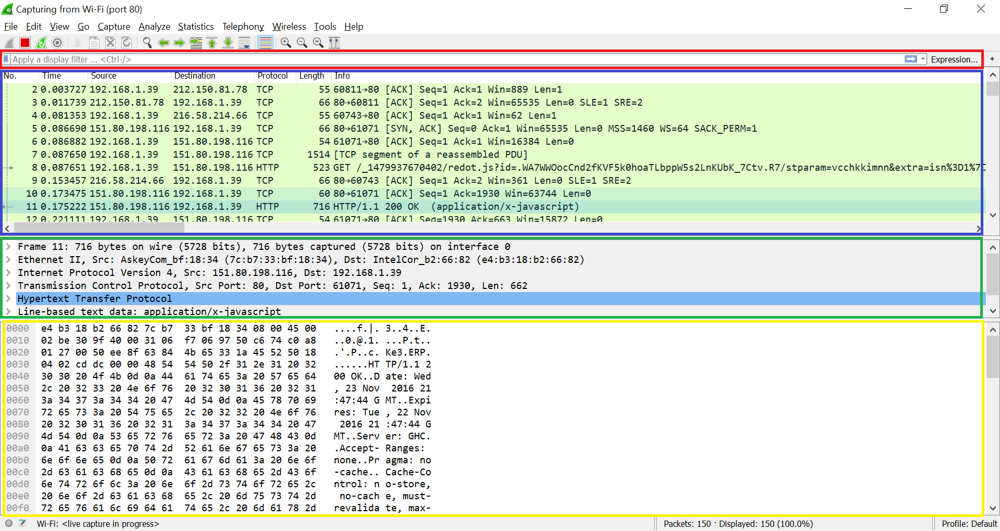 Capturing from Wi-Fi (port 80)
File Edit View Go Capture Analyze Statistics Telephony Wireless Tools Help
Apply a display filter ... <Ctrl-/> Expression... +
No. Time Source Destination Protocol Length Info
2 0.003727 192.168.1.39 212.150.81.78 TCP 55 60811→80 [ACK] Seq=1 Ack=1 Win=889 Len=1
3 0.011739 212.150.81.78 192.168.1.39 TCP 66 80→60811 [ACK] Seq=1 Ack=2 Win=65535 Len=0 SLE=1 SRE=2
4 0.081353 192.168.1.39 216.58.214.66 TCP 55 60743→80 [ACK] Seq=1 Ack=1 Win=62 Len=1
5 0.086690 151.80.198.116 192.168.1.39 TCP 66 80→61071 [SYN, ACK] Seq=0 Ack=1 Win=65535 Len=0 MSS=1460 WS=64 SACK_PERM=1
6 0.086882 192.168.1.39 151.80.198.116 TCP 54 61071→80 [ACK] Seq=1 Ack=1 Win=16384 Len=0
7 0.087650 192.168.1.39 151.80.198.116 TCP 1514 [TCP segment of a reassembled PDU]
8 0.087651 192.168.1.39 151.80.198.116 HTTP 523 GET /_1479937670402/redot.js?id=.WA7WWOocCnd2fKVF5k0hoaTLbppW5s2LnKUbK_7Ctv.R7/stparam=vcchkkimnn&extra=isn%3D1%7C
9 0.153457 216.58.214.66 192.168.1.39 TCP 66 80→60743 [ACK] Seq=1 Ack=2 Win=361 Len=0 SLE=1 SRE=2
10 0.173475 151.80.198.116 192.168.1.39 TCP 60 80→61071 [ACK] Seq=1 Ack=1930 Win=63744 Len=0
11 0.175222 151.80.198.116 192.168.1.39 HTTP 716 HTTP/1.1 200 OK (application/x-javascript)
12 0.221111 192.168.1.39 151.80.198.116 TCP 54 61071→80 [ACK] Seq=1930 Ack=663 Win=15872 Len=0
Frame 11: 716 bytes on wire (5728 bits), 716 bytes captured (5728 bits) on interface 0
Ethernet II, Src: AskeyCom_bf:18:34 (7c:b7:33:bf:18:34), Dst: IntelCor_b2:66:82 (e4:b3:18:b2:66:82)
Internet Protocol Version 4, Src: 151.80.198.116, Dst: 192.168.1.39
Transmission Control Protocol, Src Port: 80, Dst Port: 61071, Seq: 1, Ack: 1930, Len: 662
Hypertext Transfer Protocol
Line-based text data: application/x-javascript
0000 e4 b3 18 b2 66 82 7c b7 33 bf 18 34 08 00 45 00 ....f.|. 3..4..E.
0010 02 be 30 9f 40 00 31 06 f7 06 97 50 c6 74 c0 a8 ..0.@.1. ...P.t..
0020 01 27 00 50 ee 8f 63 84 4b 65 33 1a 45 52 50 18 .'.P..c. Ke3.ERP.
0030 04 02 cd dc 00 00 48 54 54 50 2f 31 2e 31 20 32 ......HT TP/1.1 2
0040 30 30 20 4f 4b 0d 0a 44 61 74 65 3a 20 57 65 64 00 OK..D ate: Wed
0050 2c 20 32 33 20 4e 6f 76 20 32 30 31 36 20 32 31 , 23 Nov 2016 21
0060 3a 34 37 3a 34 34 20 47 4d 54 0d 0a 45 78 70 69 :47:44 G MT..Expi
0070 72 65 73 3a 20 54 75 65 2c 20 32 32 20 4e 6f 76 res: Tue , 22 Nov
0080 20 32 30 31 36 20 32 31 3a 34 37 3a 34 34 20 47 2016 21 :47:44 G
0090 4d 54 0d 0a 53 65 72 76 65 72 3a 20 47 48 43 0d MT..Serv er: GHC.
00a0 0a 41 63 63 65 70 74 2d 52 61 6e 67 65 73 3a 20 .Accept- Ranges:
00b0 6e 6f 6e 65 0d 0a 50 72 61 67 6d 61 3a 20 6e 6f none..Pr agma: no
00c0 2d 63 61 63 68 65 0d 0a 43 61 63 68 65 2d 43 6f -cache.. Cache-Co
00d0 6e 74 72 6f 6c 3a 20 6e 6f 2d 73 74 6f 72 65 2c ntrol: n o-store,
00e0 20 6e 6f 2d 63 61 63 68 65 2c 20 6d 75 73 74 2d no-cach e, must-
00f0 72 65 76 61 6c 69 64 61 74 65 2c 20 6d 61 78 2d revalida te, max-
Wi-Fi: <live capture in progress> Packets: 150 · Displayed: 150 (100.0%) Profile: Default